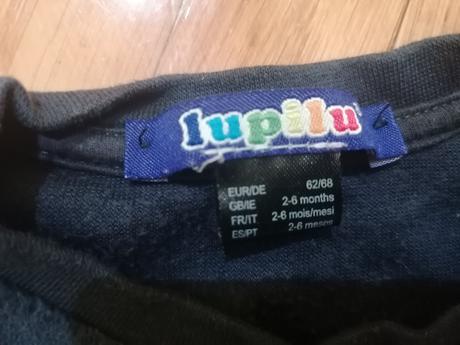 lupilu
EUR/DE 62/68
GB/IE 2-6 months
FR/IT 2-6 mois/mesi
ES/PT 2-6 meses